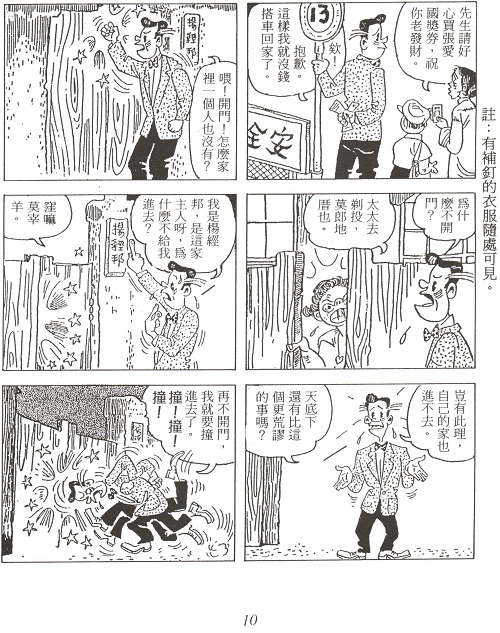 註：有補釘的衣服隨處可見。
先生請好
心買張愛
國獎券，祝
你老發財。
13
欸！
抱歉。
這樣我就沒錢
搭車回家了。
安全
喂！開門！怎麼家
裡一個人也沒有？
楊經邦
爲什
麼不開
門？
太太去
剃投，
莫郎地
厝也。
我是楊經
邦，是這家
主人呀，爲
什麼不給我
進去？
楊經邦
窪嘛
莫宰
羊。
豈有此理，
自己的家也
進不去。
天底下
還有比這
個更荒謬
的事嗎？
再不開門，
我就要撞
進去了。
撞！撞！
撞！
10